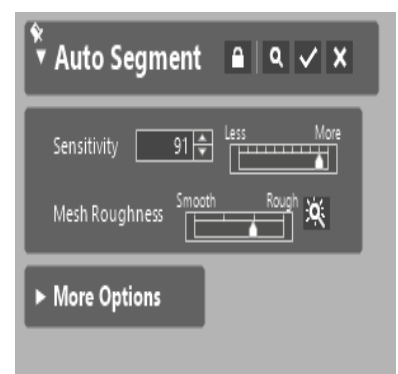 Auto Segment
Less More
Sensitivity 91
Smooth Rough
Mesh Roughness
More Options